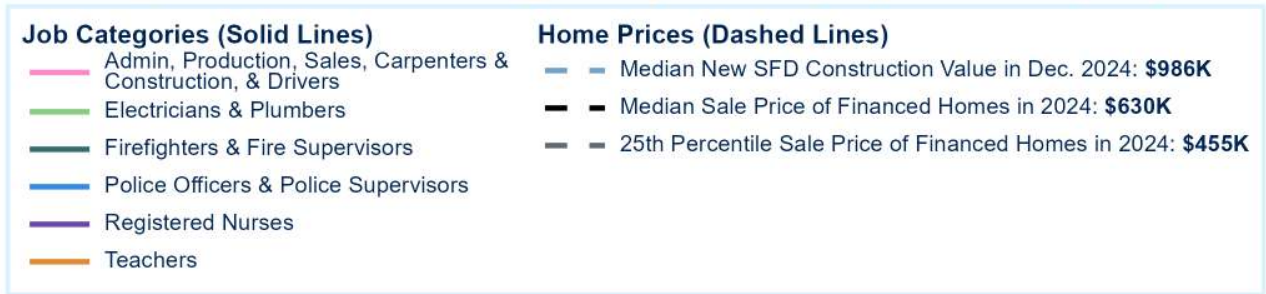 Job Categories (Solid Lines)
Admin, Production, Sales, Carpenters &
Construction, & Drivers
Electricians & Plumbers
Firefighters & Fire Supervisors
Police Officers & Police Supervisors
Registered Nurses
Teachers
Home Prices (Dashed Lines)
Median New SFD Construction Value in Dec. 2024: $986K
Median Sale Price of Financed Homes in 2024: $630K
25th Percentile Sale Price of Financed Homes in 2024: $455K